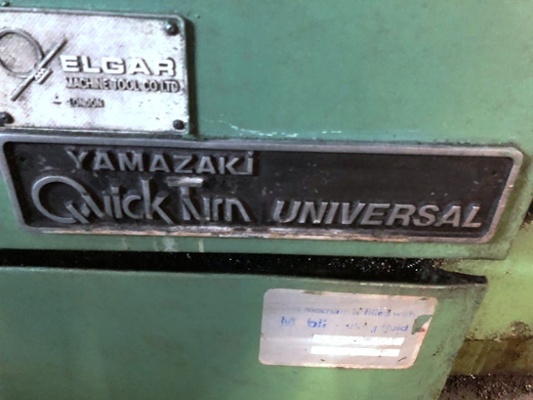 ELGAR
MACHINE TOOL CO LTD
LONDON
YAMAZAKI
Quick Turn UNIVERSAL